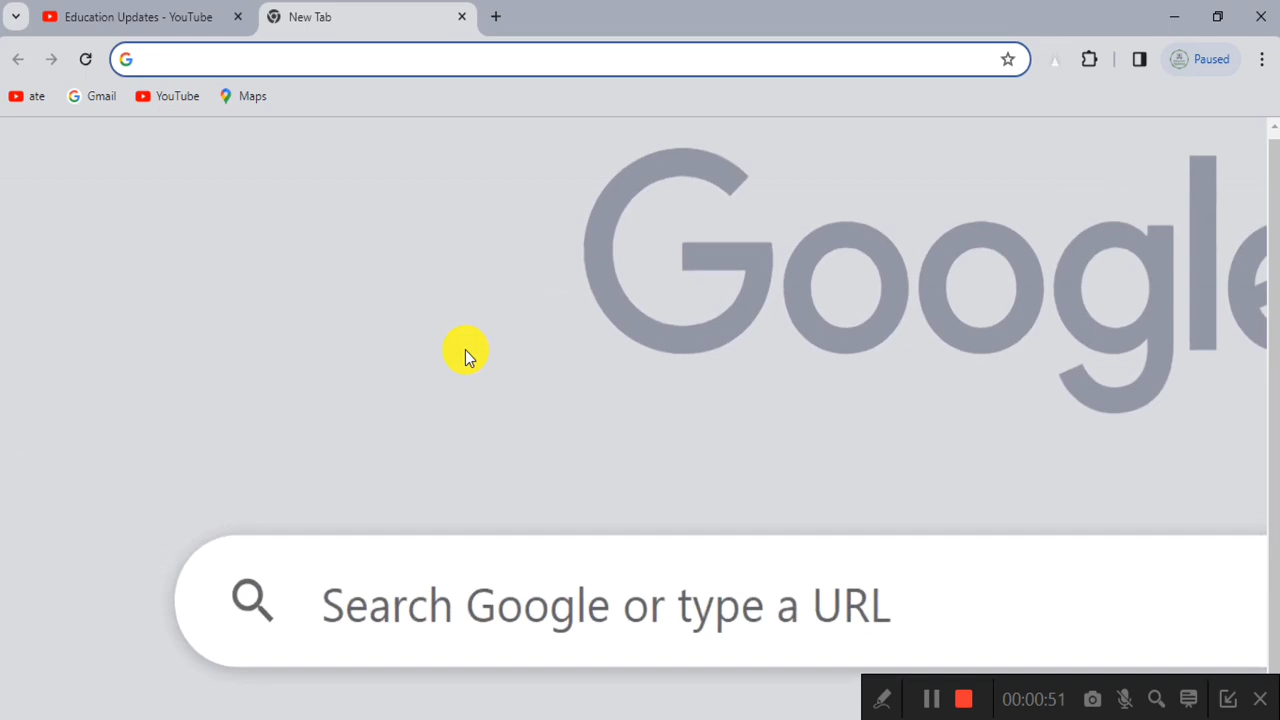 Education Updates - YouTube
New Tab
Paused
ate
Gmail
YouTube
Maps
Google
Search Google or type a URL
00:00:51